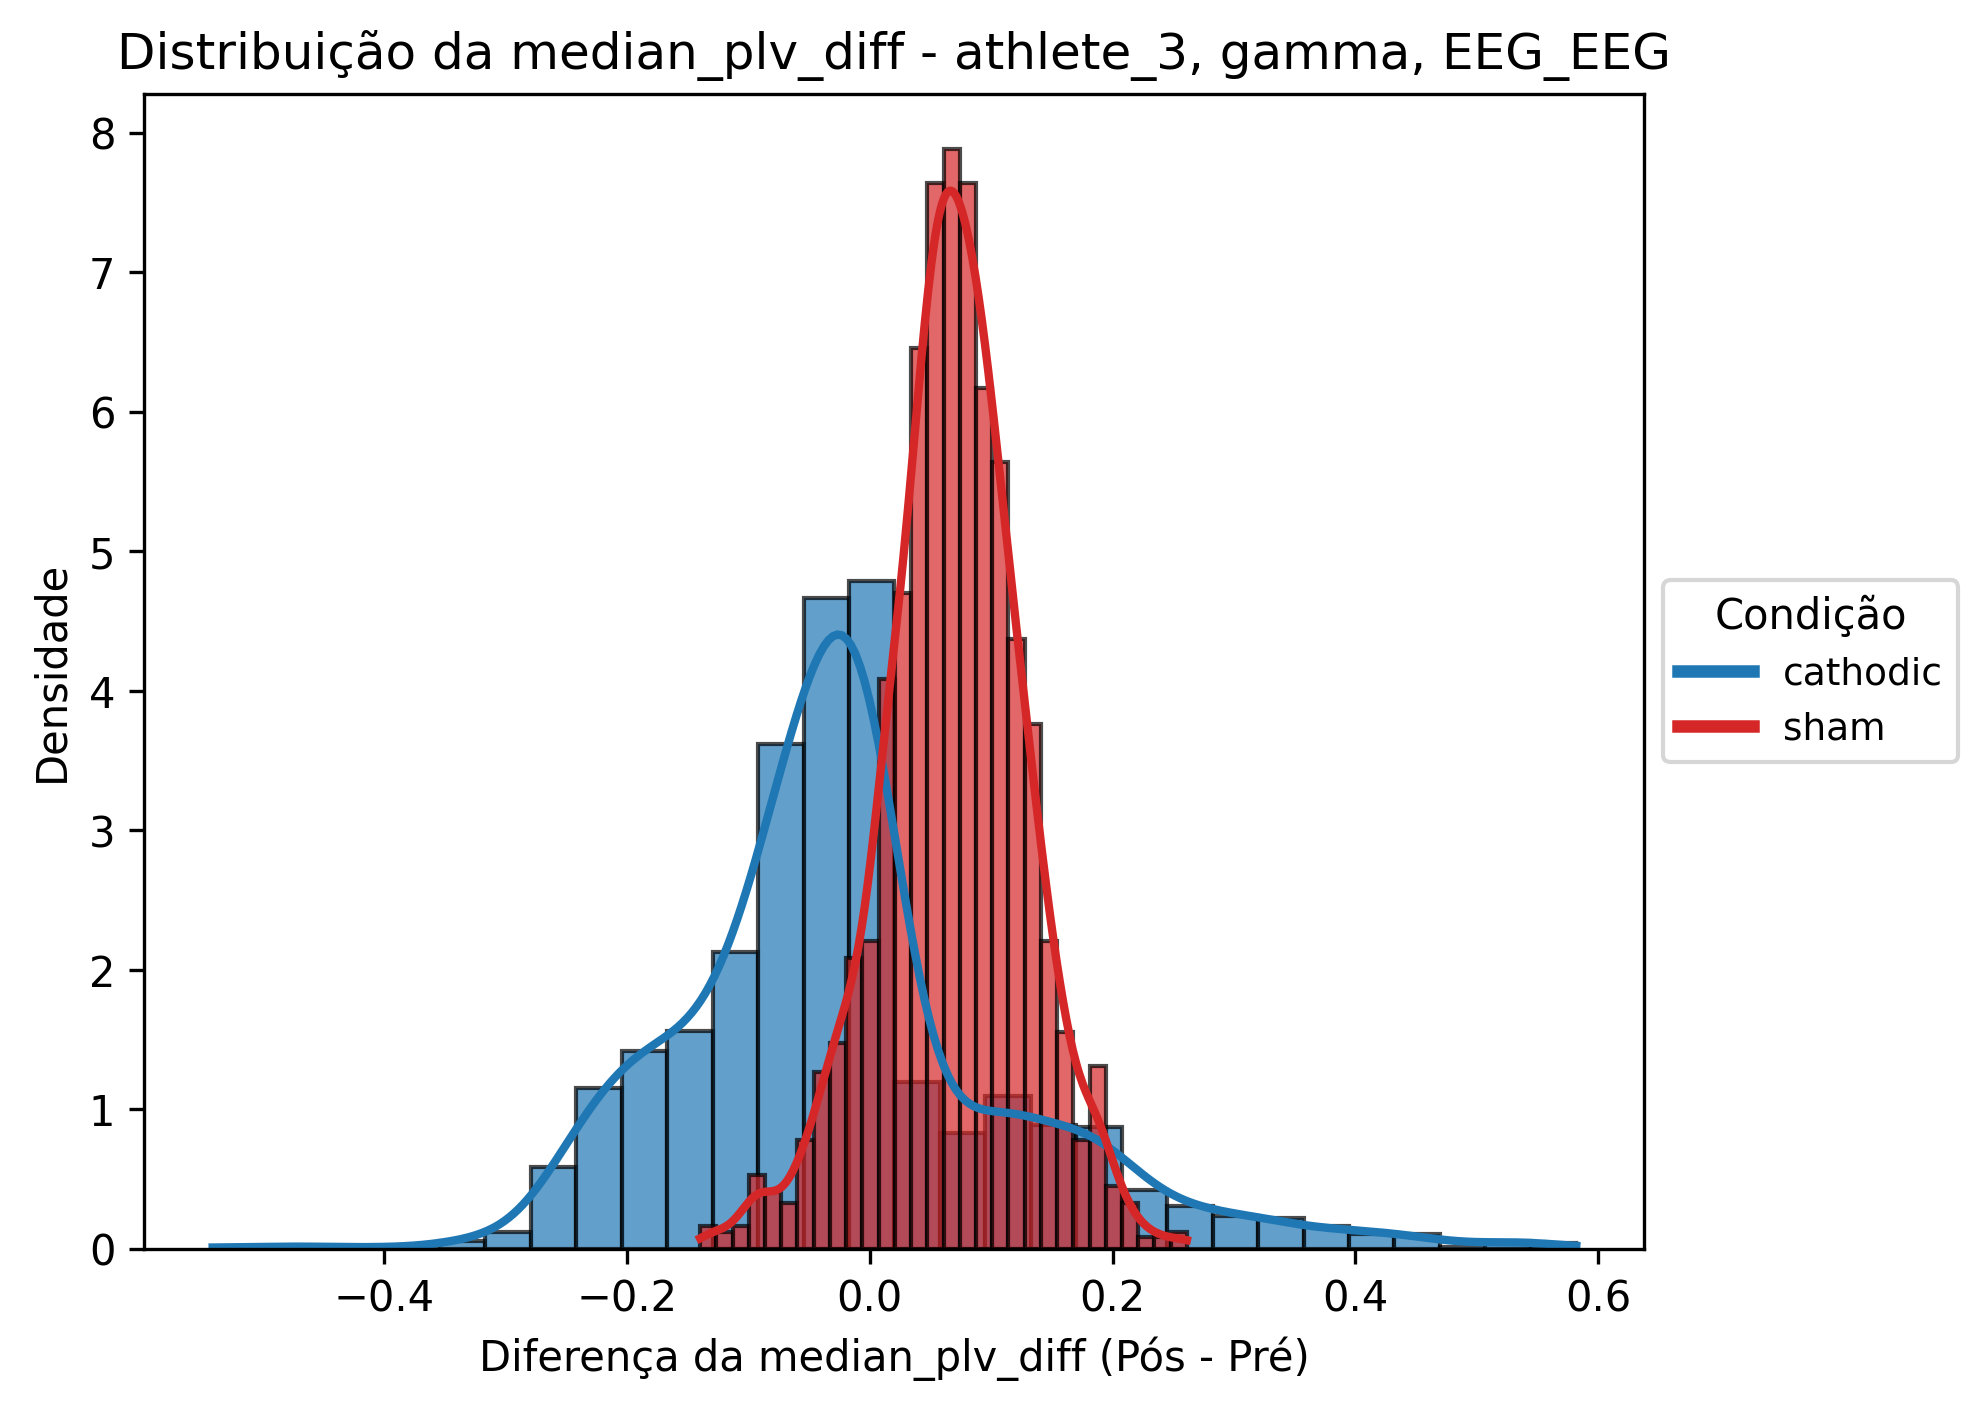 Distribuição da median_plv_diff - athlete_3, gamma, EEG_EEG
8
7
6
5
4
3
2
1
0
Densidade
−0.4
−0.2
0.0
0.2
0.4
0.6
Diferença da median_plv_diff (Pós - Pré)
Condição
cathodic
sham